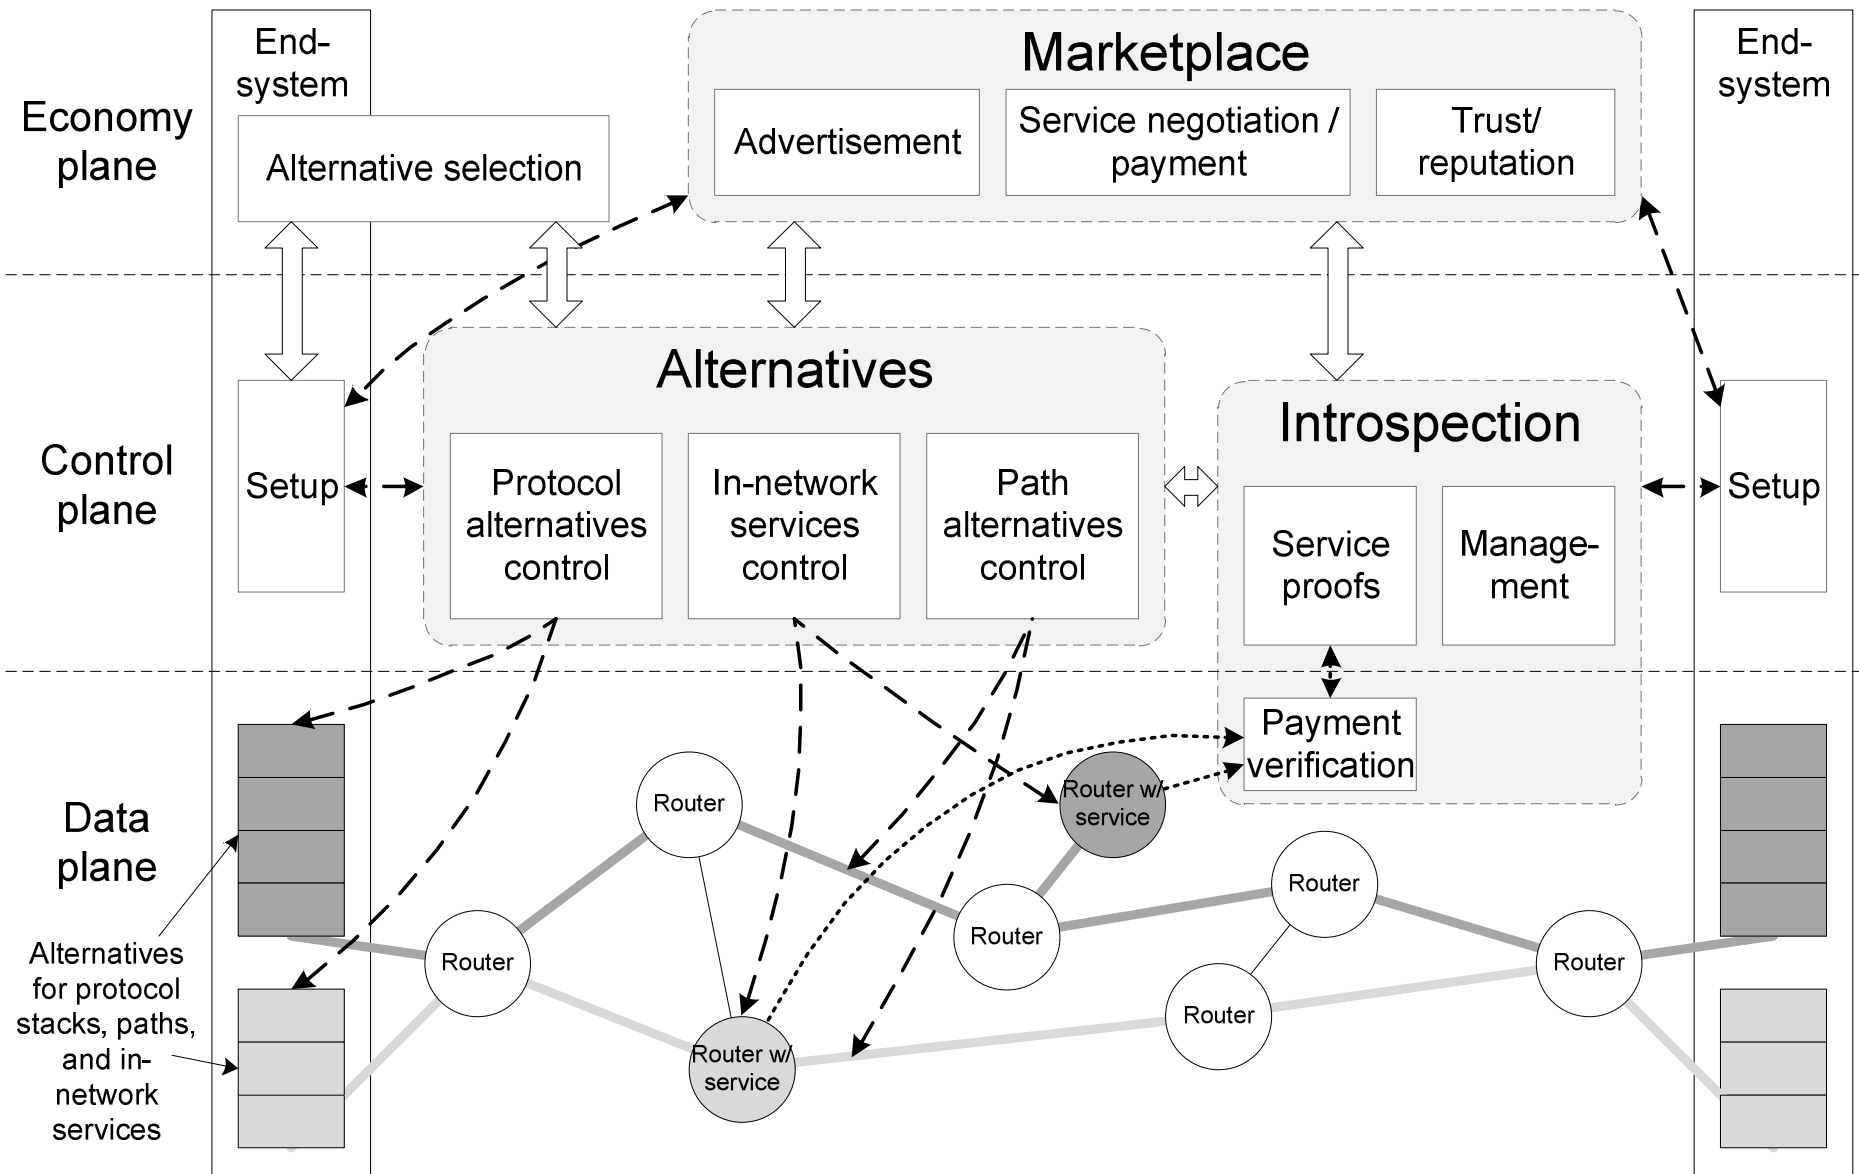 End-
system
Marketplace
End-
system
Economy
plane
Alternative selection
Advertisement
Service negotiation /
payment
Trust/
reputation
Control
plane
Setup
Alternatives
Protocol
alternatives
control
In-network
services
control
Path
alternatives
control
Introspection
Service
proofs
Manage-
ment
Setup
Payment
verification
Data
plane
Router
Router w/
service
Router
Router
Router
Router
Router
Router w/
service
Router
Alternatives
for protocol
stacks, paths,
and in-
network
services